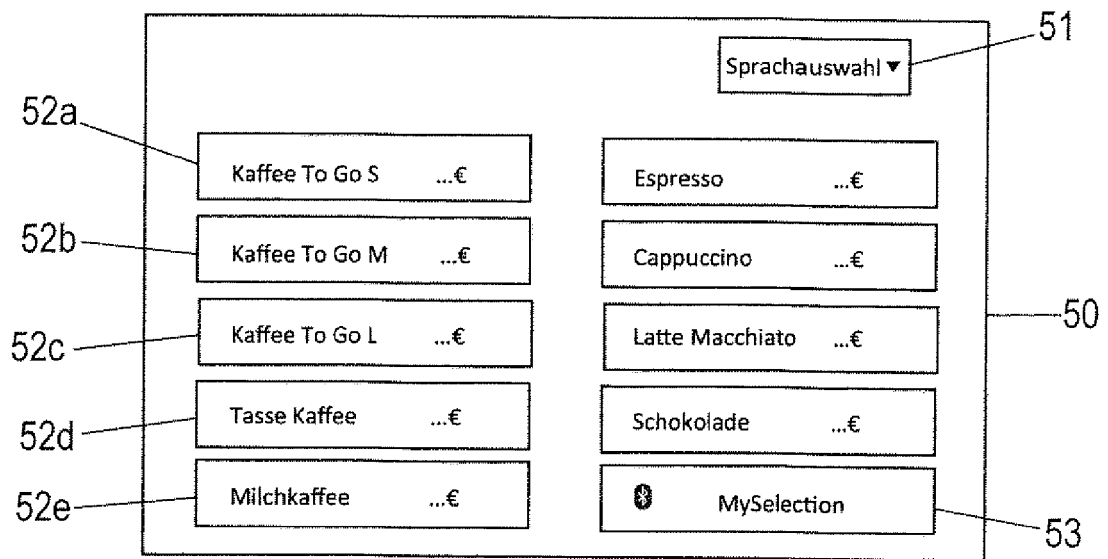 51
Sprachauswahl ▼
52a
Kaffee To Go S ...€
52b
Kaffee To Go M ...€
52c
Kaffee To Go L ...€
52d
Tasse Kaffee ...€
52e
Milchkaffee ...€
Espresso ...€
Cappuccino ...€
50
Latte Macchiato ...€
Schokolade ...€
MySelection
53